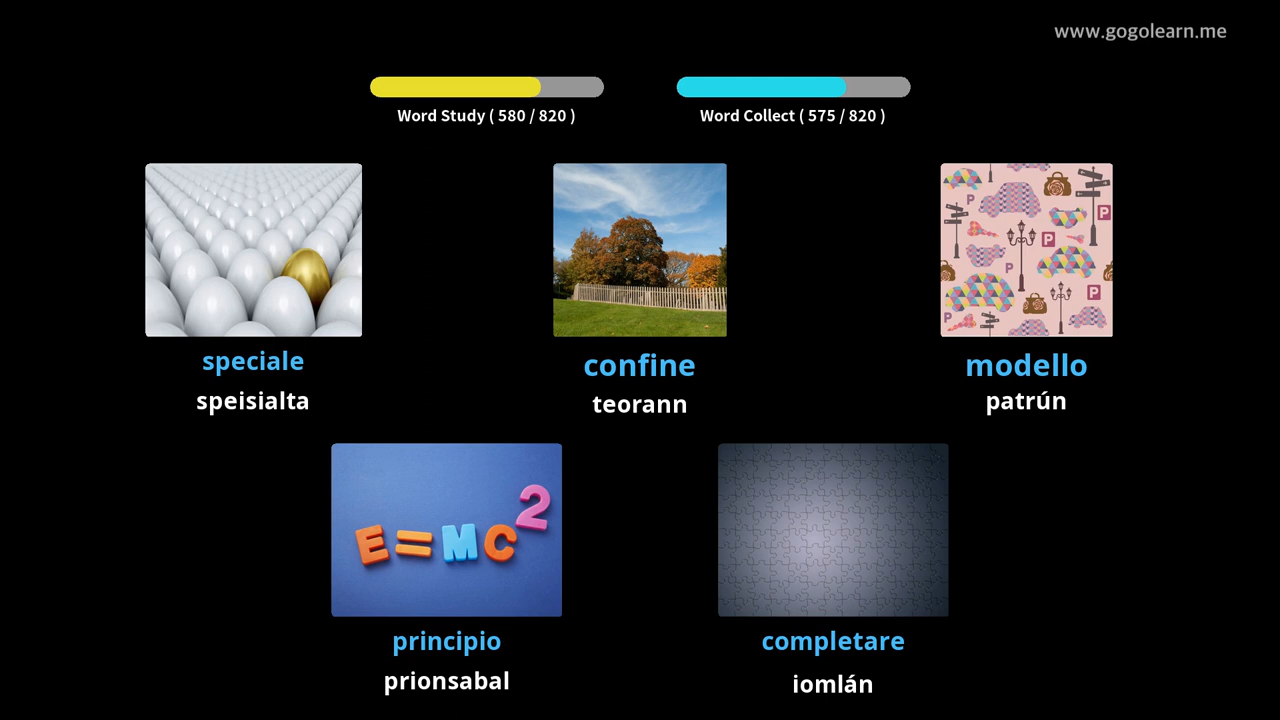 www.gogolearn.me
Word Study ( 580 / 820 )
Word Collect ( 575 / 820 )
P
P
P
P
P
P
speciale
speisialta
confine
teorann
modello
patrún
E=MC2
principio
prionsabal
completare
iomlán